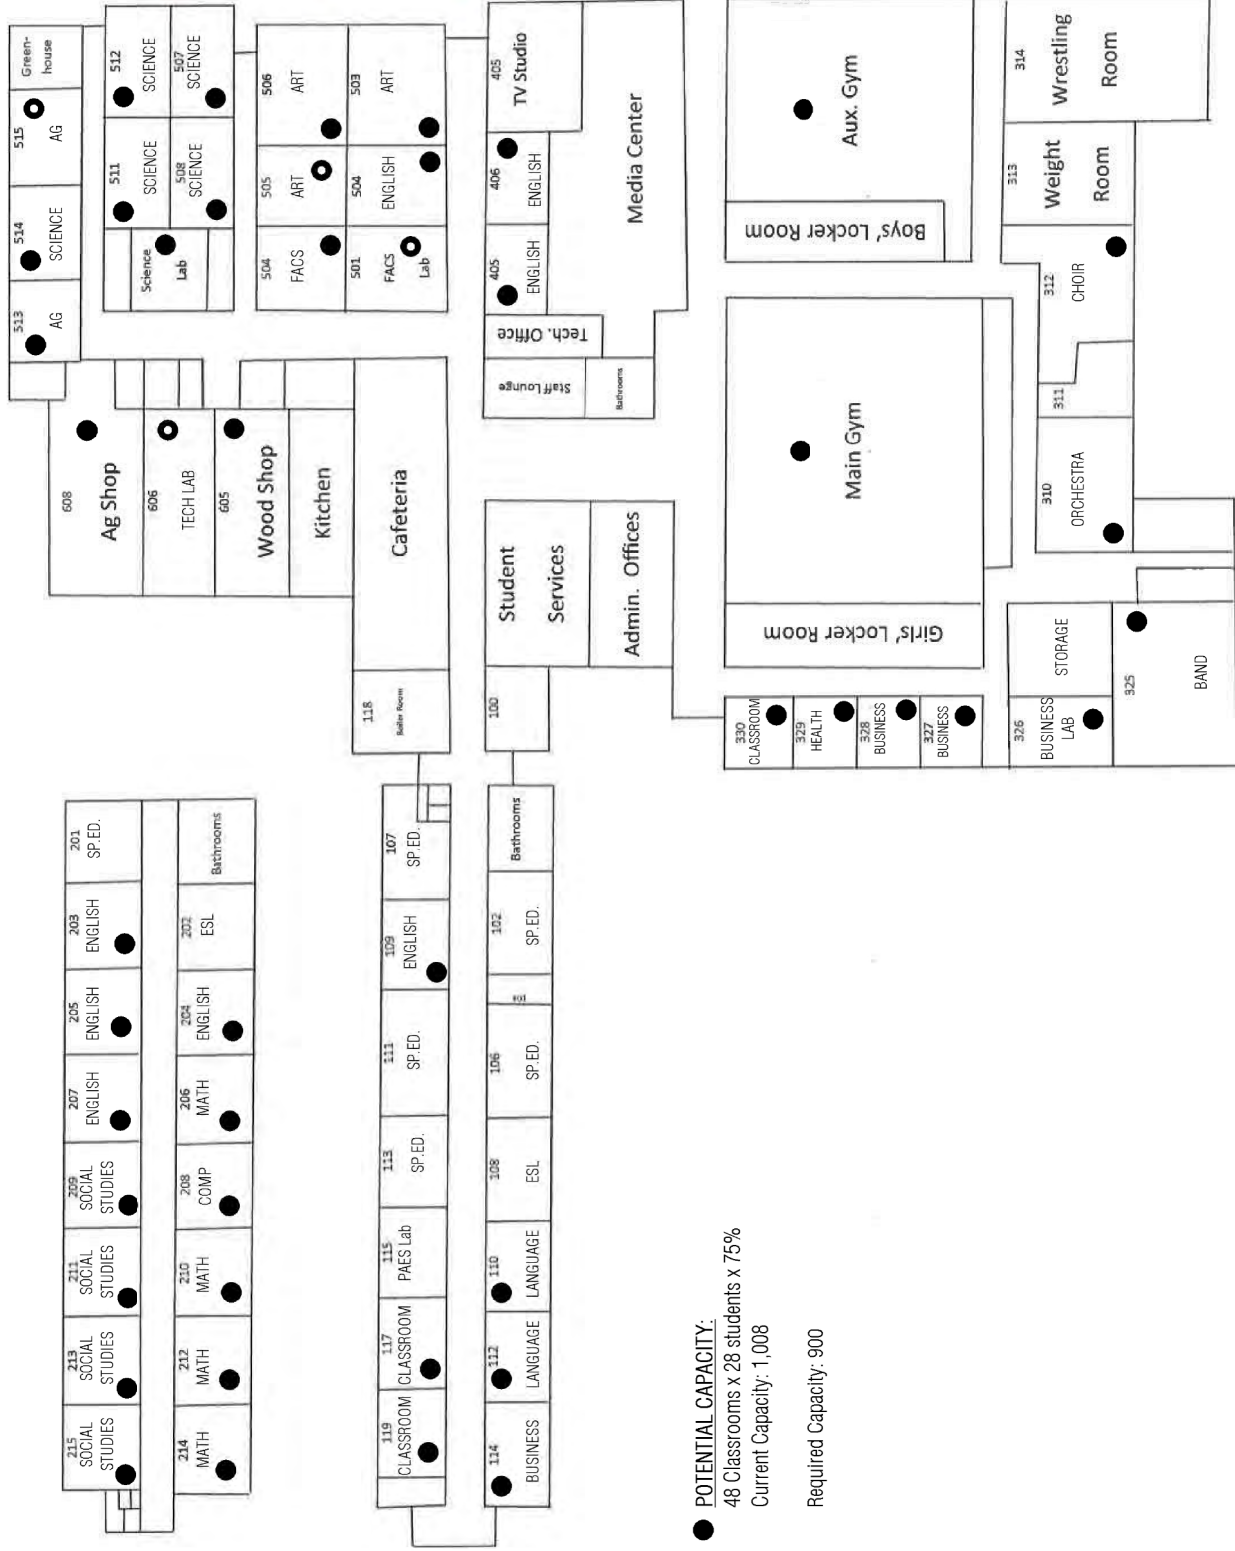 Green-
house
515
AG
514
SCIENCE
513
AG
512
SCIENCE
507
SCIENCE
511
SCIENCE
508
SCIENCE
Science
Lab
506
ART
503
ART
505
ART
504
ENGLISH
504
FACS
501
FACS
Lab
405
TV Studio
406
ENGLISH
405
ENGLISH
Media Center
Tech. Office
Staff Lounge
Bathrooms
Aux. Gym
Boys' Locker Room
314
Wrestling
Room
313
Weight
Room
312
CHOIR
311
310
ORCHESTRA
Main Gym
Girls' Locker Room
608
Ag Shop
606
TECH LAB
605
Wood Shop
Kitchen
Cafeteria
118
Boiler Room
Student
Services
Admin. Offices
100
330
CLASSROOM
329
HEALTH
328
BUSINESS
327
BUSINESS
326
BUSINESS
LAB
STORAGE
325
BAND
201
SP.ED.
203
ENGLISH
205
ENGLISH
207
ENGLISH
209
SOCIAL
STUDIES
211
SOCIAL
STUDIES
213
SOCIAL
STUDIES
215
SOCIAL
STUDIES
Bathrooms
202
ESL
204
ENGLISH
206
MATH
208
COMP
210
MATH
212
MATH
214
MATH
107
SP.ED.
109
ENGLISH
111
SP.ED.
113
SP.ED.
115
PAES Lab
117
CLASSROOM
119
CLASSROOM
Bathrooms
102
SP.ED.
106
SP.ED.
108
ESL
110
LANGUAGE
112
LANGUAGE
114
BUSINESS
POTENTIAL CAPACITY:
48 Classrooms x 28 students x 75%
Current Capacity: 1,008
Required Capacity: 900